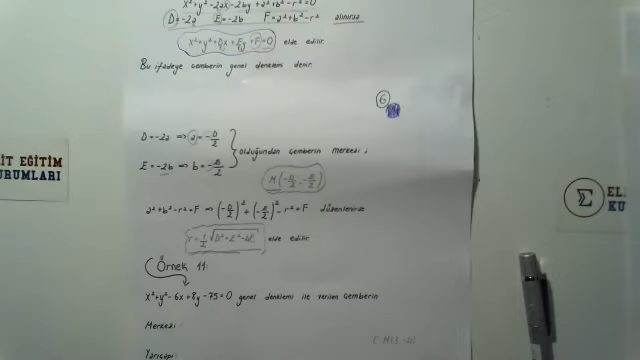 x²+y²-2ax-2by+a²+b²-r²=0
D=-2a E=-2b F=a²+b²-r² alınırsa
x²+y²+Dx+Ey+F=0 elde edilir.
Bu ifadeye çemberin genel denklemi denir.
6
D=-2a ⇒ a=-D/2
olduğundan çemberin merkezi;
E=-2b ⇒ b=-E/2
M(-D/2, -E/2)
a²+b²-r²=F ⇒ (-D/2)²+(-E/2)²-r²=F düzenlenirse
r=1/2 √D²+E²-4F elde edilir.
Örnek 11:
x²+y²-6x+8y-75=0 genel denklemi ile verilen çemberin
Merkezi:
Yarıçapı:
İT EĞİTİM
URUMLARI
Σ
EL
KU